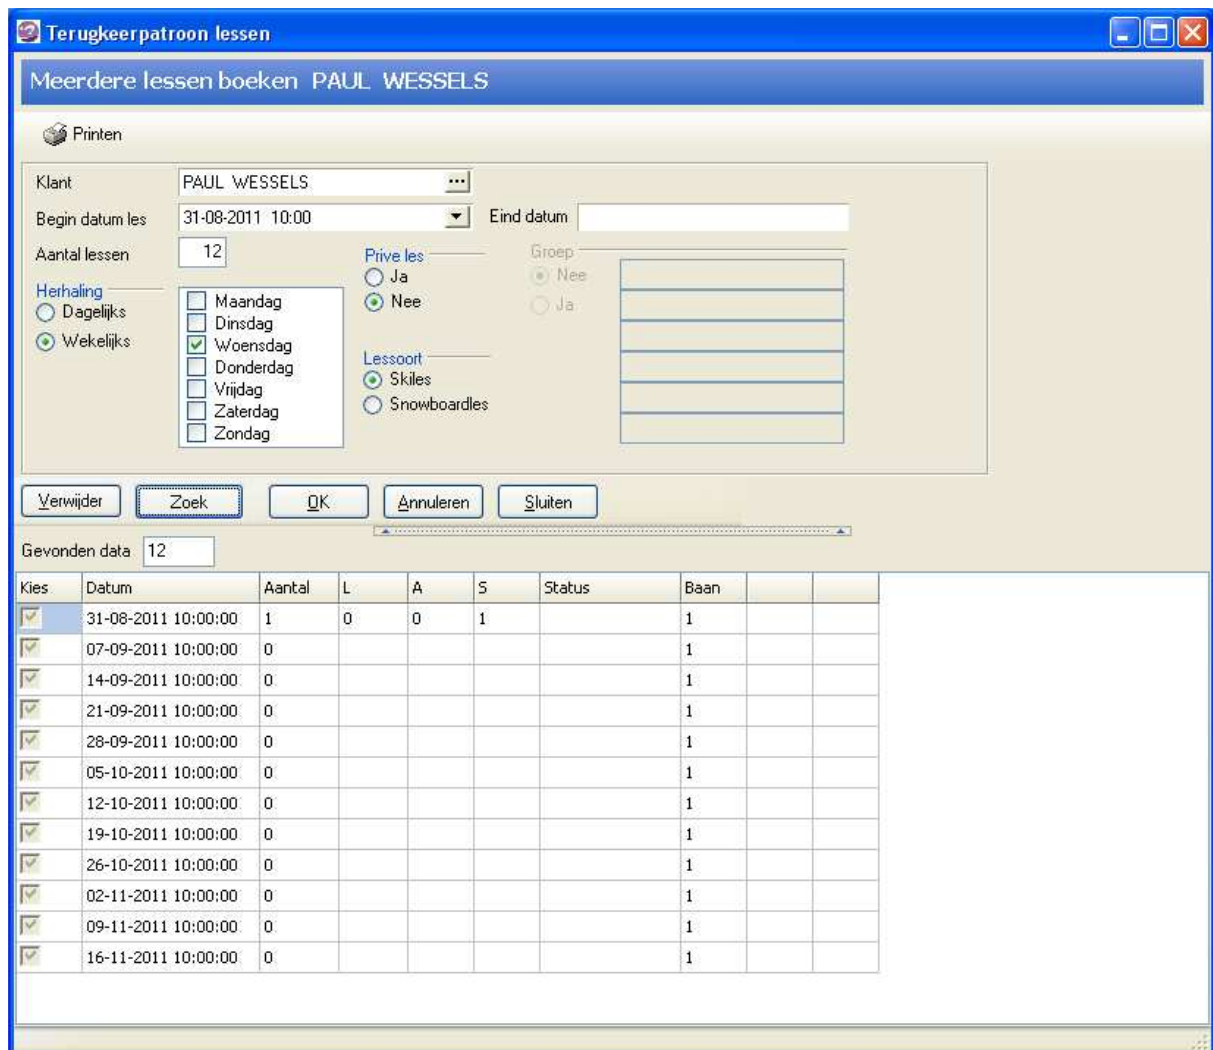 Terugkeerpatroon lessen
Meerdere lessen boeken PAUL WESSELS
Printen
Klant PAUL WESSELS ...
Begin datum les 31-08-2011 10:00 Eind datum
Aantal lessen 12 Prive les Groep
Ja Nee
Herhaling Maandag Nee Ja
Dagelijks Dinsdag
Wekelijks Woensdag
Donderdag Lessoort
Vrijdag Skiles
Zaterdag Snowboardles
Zondag
Verwijder Zoek OK Annuleren Sluiten
Gevonden data 12
Kies Datum Aantal L A S Status Baan
31-08-2011 10:00:00 1 0 0 1 1
07-09-2011 10:00:00 0 1
14-09-2011 10:00:00 0 1
21-09-2011 10:00:00 0 1
28-09-2011 10:00:00 0 1
05-10-2011 10:00:00 0 1
12-10-2011 10:00:00 0 1
19-10-2011 10:00:00 0 1
26-10-2011 10:00:00 0 1
02-11-2011 10:00:00 0 1
09-11-2011 10:00:00 0 1
16-11-2011 10:00:00 0 1